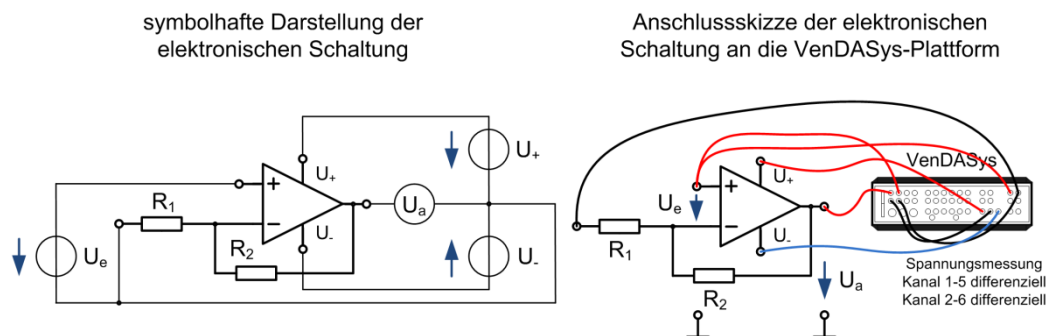 symbolhafte Darstellung der
elektronischen Schaltung
U+
U+
Ua
R1
R2
U-
U-
Ue
Anschlussskizze der elektronischen
Schaltung an die VenDASys-Plattform
VenDASys
U+
Ue
U-
R1
R2
Ua
Spannungsmessung
Kanal 1-5 differenziell
Kanal 2-6 differenziell